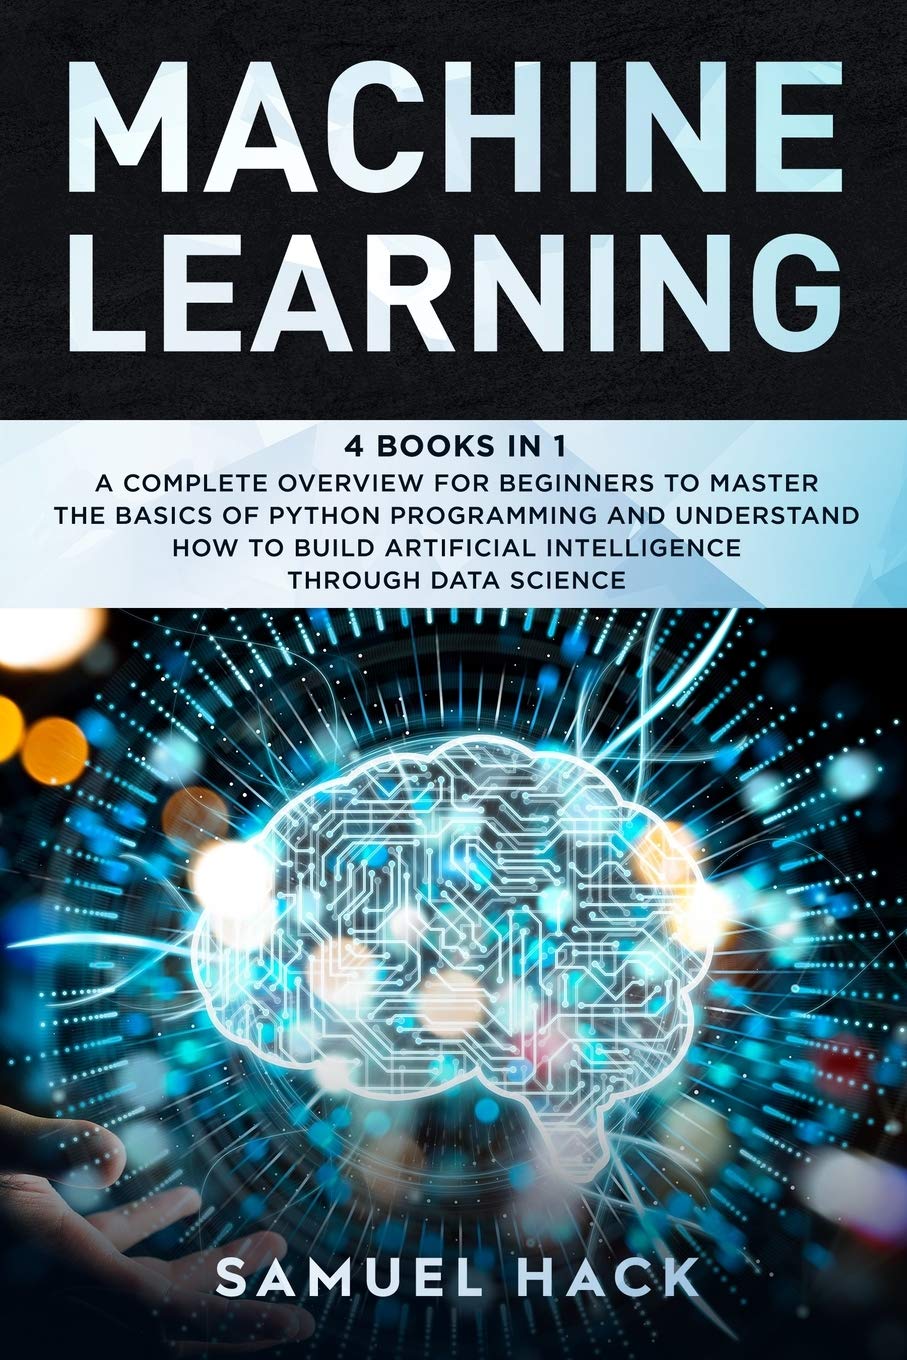 MACHINE
LEARNING
4 BOOKS IN 1
A COMPLETE OVERVIEW FOR BEGINNERS TO MASTER
THE BASICS OF PYTHON PROGRAMMING AND UNDERSTAND
HOW TO BUILD ARTIFICIAL INTELLIGENCE
THROUGH DATA SCIENCE
SAMUEL HACK